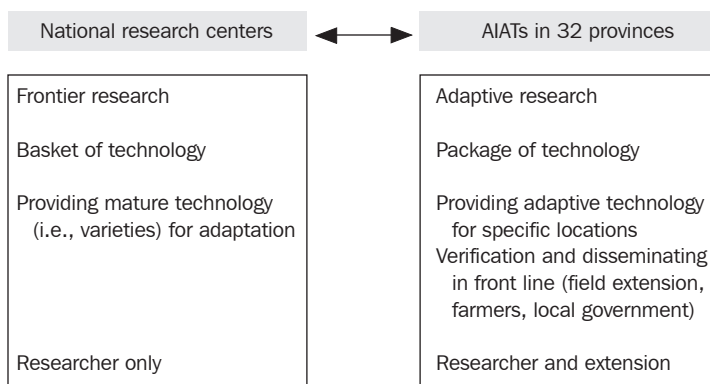 National research centers
AIATs in 32 provinces
Frontier research
Basket of technology
Providing mature technology
(i.e., varieties) for adaptation
Researcher only
Adaptive research
Package of technology
Providing adaptive technology
for specific locations
Verification and disseminating
in front line (field extension,
farmers, local government)
Researcher and extension